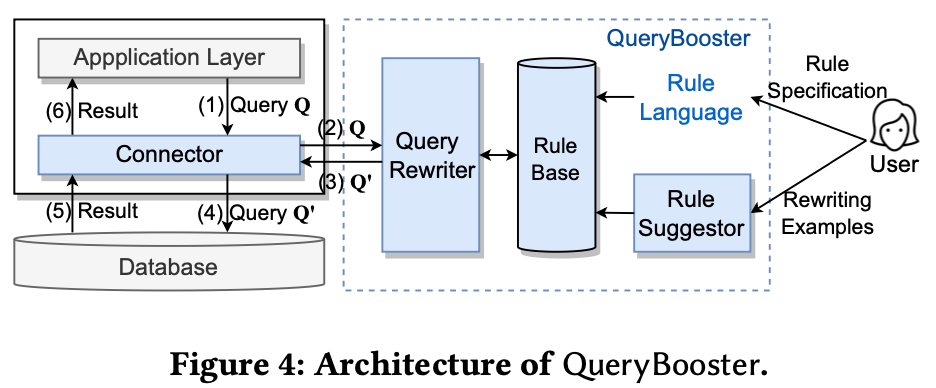 Appplication Layer
(6) Result
(1) Query Q
Connector
(2) Q
(3) Q'
(5) Result
(4) Query Q'
Database
QueryBooster
Query
Rewriter
Rule
Base
Rule
Language
Rule
Suggestor
Rule
Specification
User
Rewriting
Examples
Figure 4: Architecture of QueryBooster.